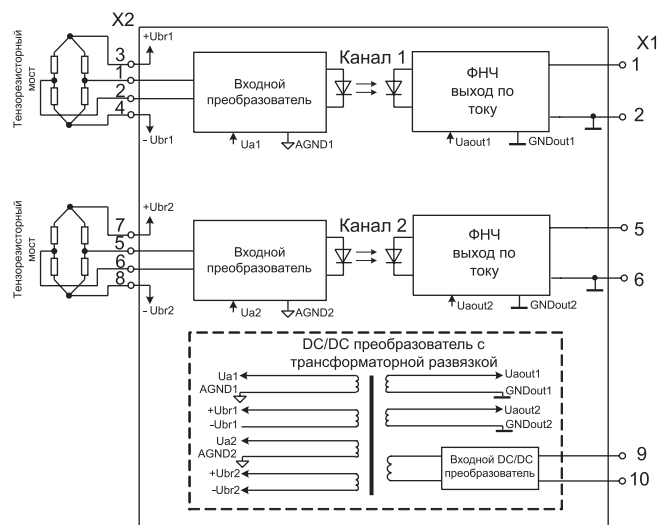 X2
X1
Тензорезисторный
мост
3
+Ubr1
1
2
4
- Ubr1
Входной
преобразователь
Ua1
AGND1
Канал 1
ФНЧ
выход по
току
Uaout1
GNDout1
1
2
Тензорезисторный
мост
7
+Ubr2
5
6
8
- Ubr2
Входной
преобразователь
Ua2
AGND2
Канал 2
ФНЧ
выход по
току
Uaout2
GNDout2
5
6
DC/DC преобразователь с
трансформаторной развязкой
Ua1
AGND1
+Ubr1
-Ubr1
Ua2
AGND2
+Ubr2
-Ubr2
Uaout1
GNDout1
Uaout2
GNDout2
Входной DC/DC
преобразователь
9
10